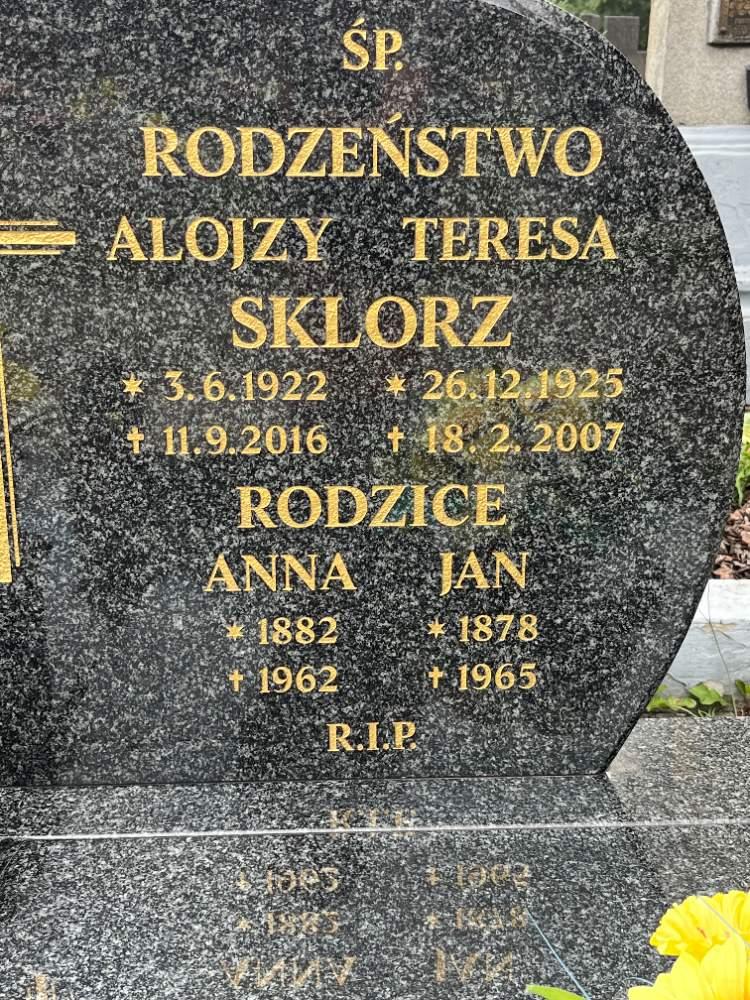 ŚP.
RODZEŃSTWO
ALOJZY TERESA
SKLORZ
* 3.6.1922 * 26.12.1925
† 11.9.2016 † 18.2.2007
RODZICE
ANNA JAN
* 1882 * 1878
† 1962 † 1965
R.I.P.